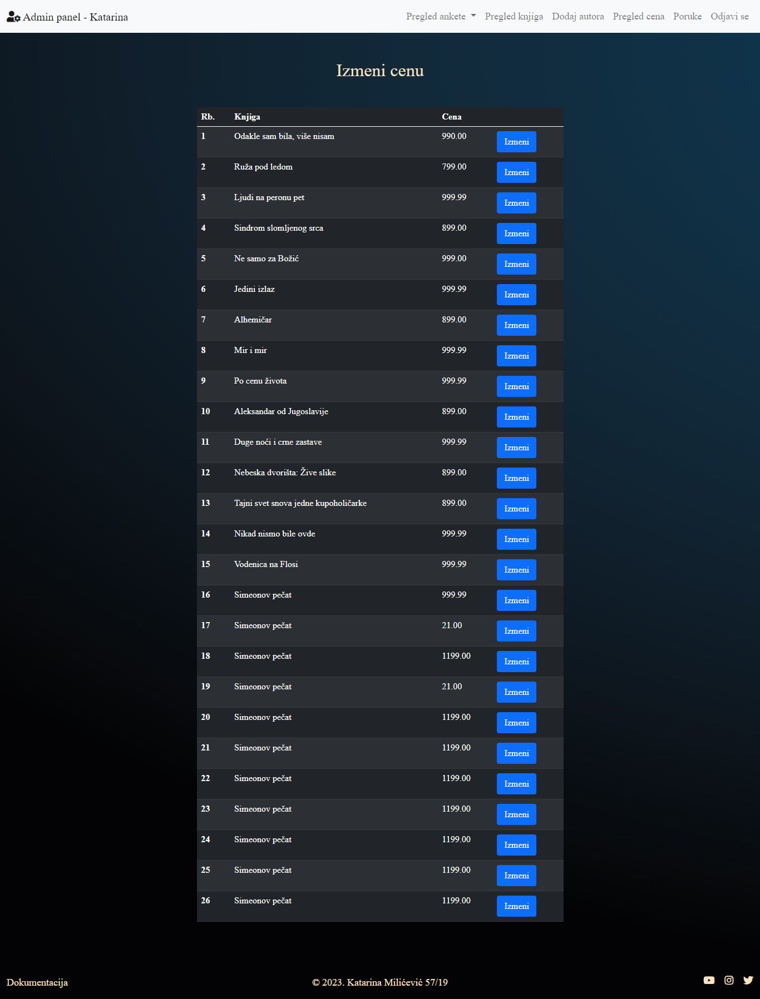 Admin panel - Katarina Pregled ankete Pregled knjiga Dodaj autora Pregled cena Poruke Odjavi se
Izmeni cenu
Rb. Knjiga Cena
1 Odakle sam bila, više nisam 990.00 Izmeni
2 Ruža pod ledom 799.00 Izmeni
3 Ljudi na peronu pet 999.99 Izmeni
4 Sindrom slomljenog srca 899.00 Izmeni
5 Ne samo za Božić 999.00 Izmeni
6 Jedini izlaz 999.99 Izmeni
7 Alhemičar 899.00 Izmeni
8 Mir i mir 999.99 Izmeni
9 Po cenu života 999.99 Izmeni
10 Aleksandar od Jugoslavije 899.00 Izmeni
11 Duge noći i crne zastave 999.99 Izmeni
12 Nebeska dvorišta: Žive slike 899.00 Izmeni
13 Tajni svet snova jedne kupoholičarke 899.00 Izmeni
14 Nikad nismo bile ovde 999.99 Izmeni
15 Vodenica na Flosi 999.99 Izmeni
16 Simeonov pečat 999.99 Izmeni
17 Simeonov pečat 21.00 Izmeni
18 Simeonov pečat 1199.00 Izmeni
19 Simeonov pečat 21.00 Izmeni
20 Simeonov pečat 1199.00 Izmeni
21 Simeonov pečat 1199.00 Izmeni
22 Simeonov pečat 1199.00 Izmeni
23 Simeonov pečat 1199.00 Izmeni
24 Simeonov pečat 1199.00 Izmeni
25 Simeonov pečat 1199.00 Izmeni
26 Simeonov pečat 1199.00 Izmeni
Dokumentacija © 2023. Katarina Milićević 57/19